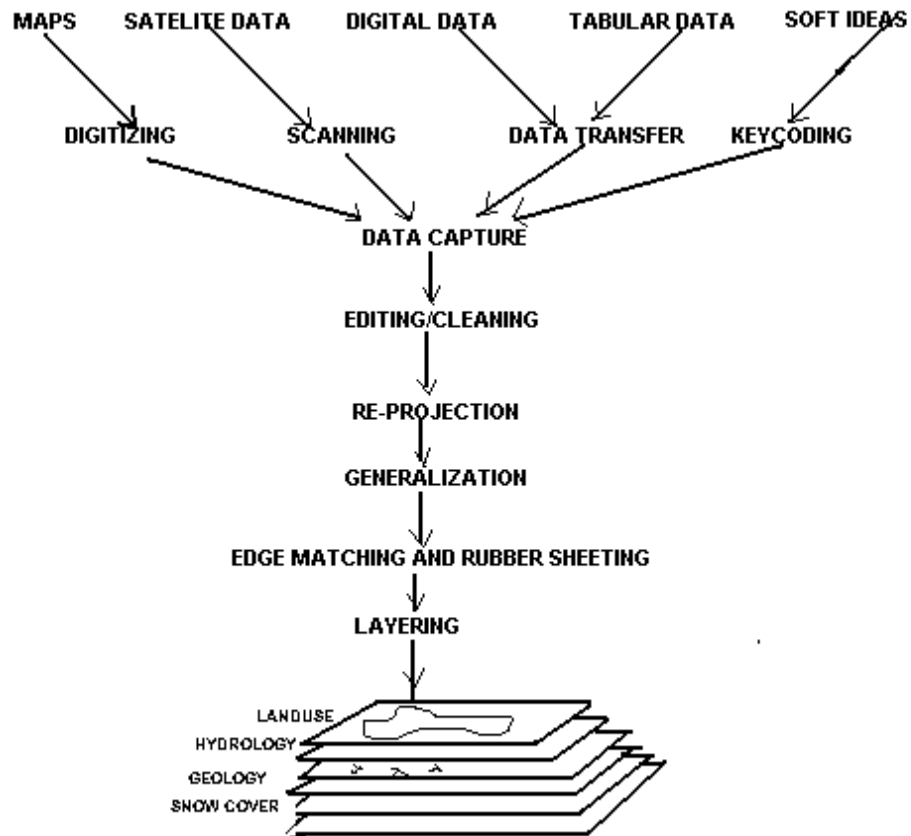 MAPS SATELITE DATA DIGITAL DATA TABULAR DATA SOFT IDEAS
DIGITIZING SCANNING DATA TRANSFER KEYCODING
DATA CAPTURE
EDITING/CLEANING
RE-PROJECTION
GENERALIZATION
EDGE MATCHING AND RUBBER SHEETING
LAYERING
LANDUSE
HYDROLOGY
GEOLOGY
SNOW COVER